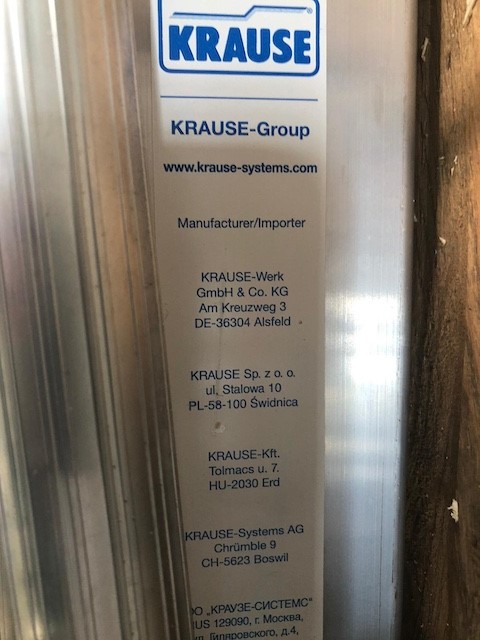 KRAUSE
KRAUSE-Group
www.krause-systems.com
Manufacturer/Importer
KRAUSE-Werk
GmbH & Co. KG
Am Kreuzweg 3
DE-36304 Alsfeld
KRAUSE Sp. z o. o.
ul, Stalowa 10
PL-58-100 Świdnica
KRAUSE-Kft.
Tolmacs u. 7.
HU-2030 Erd
KRAUSE-Systems AG
Chrümble 9
CH-5623 Boswil
„КРАУЗЕ-СИСТЕМС"
129090, г. Москва,
Гиляровского, д.4,